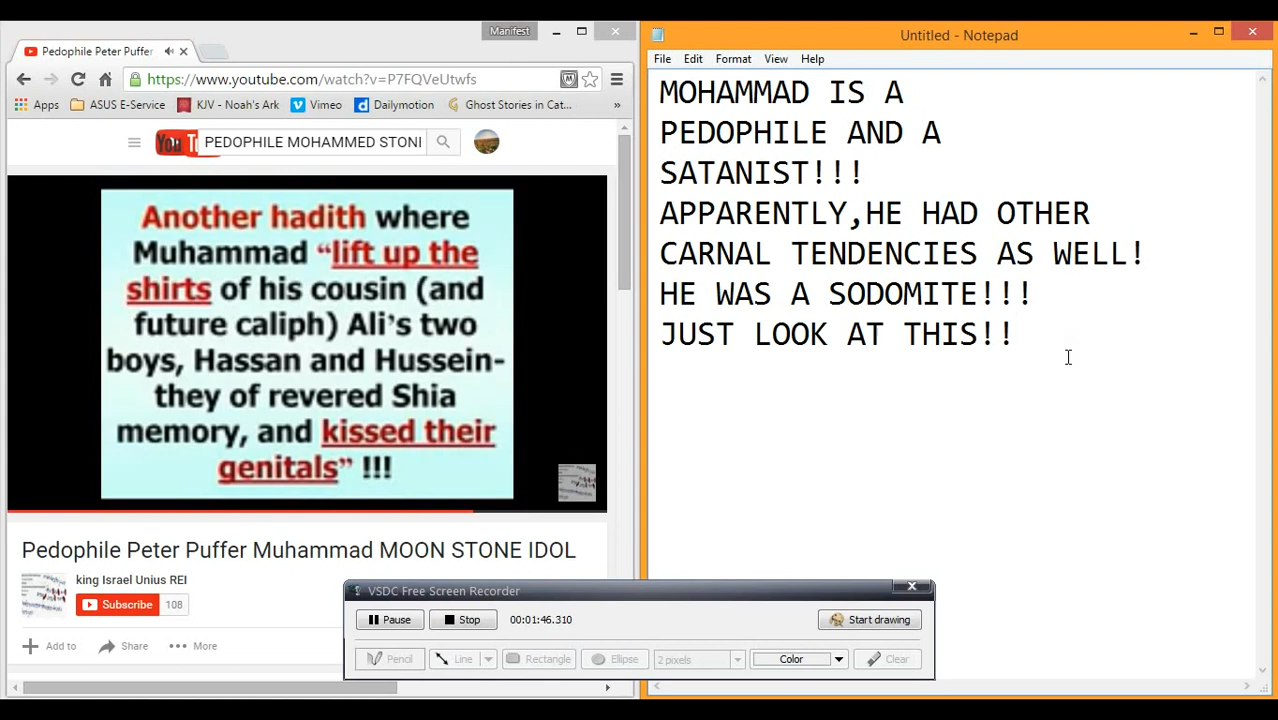 Manifest
Pedophile Peter Puffer
https://www.youtube.com/watch?v=P7FQVeUtwfs
Apps ASUS E-Service KJV - Noah's Ark Vimeo Dailymotion Ghost Stories in Cat... »
You T PEDOPHILE MOHAMMED STONI
Another hadith where
Muhammad “lift up the
shirts of his cousin (and
future caliph) Ali’s two
boys, Hassan and Hussein-
they of revered Shia
memory, and kissed their
genitals” !!!
Pedophile Peter Puffer Muhammad MOON STONE IDOL
king Israel Unius REI
Subscribe 108
Add to Share More
Untitled - Notepad
File Edit Format View Help
MOHAMMAD IS A
PEDOPHILE AND A
SATANIST!!!
APPARENTLY,HE HAD OTHER
CARNAL TENDENCIES AS WELL!
HE WAS A SODOMITE!!!
JUST LOOK AT THIS!!
VSDC Free Screen Recorder
Pause Stop 00:01:46.310 Start drawing
Pencil Line Rectangle Ellipse 2 pixels Color Clear